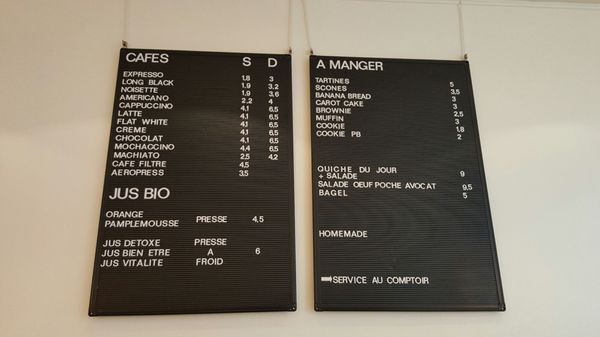 CAFES S D
EXPRESSO 1.8 3
LONG BLACK 1.9 3.2
NOISETTE 1.9 3.6
AMERICANO 2.2 4
CAPPUCCINO 4.1 6.5
LATTE 4.1 6.5
FLAT WHITE 4.1 6.5
CREME 4.1 6.5
CHOCOLAT 4.1 6.5
MOCHACCINO 4.4 6.5
MACHIATO 2.5 4.2
CAFE FILTRE 4.5
AEROPRESS 3.5
JUS BIO
ORANGE
PAMPLEMOUSSE PRESSE 4.5
JUS DETOXE PRESSE
JUS BIEN ETRE A 6
JUS VITALITE FROID
A MANGER
TARTINES 5
SCONES 3.5
BANANA BREAD 3
CAROT CAKE 3
BROWNIE 2.5
MUFFIN 3
COOKIE 1.8
COOKIE PB 2
QUICHE DU JOUR
+ SALADE 9
SALADE OEUF POCHE AVOCAT 9.5
BAGEL 5
HOMEMADE
SERVICE AU COMPTOIR